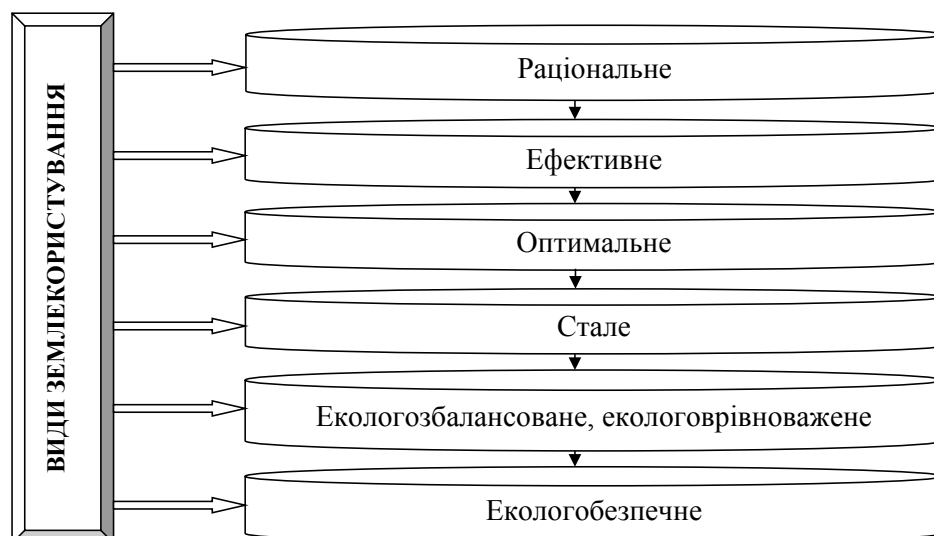 ВИДИ ЗЕМЛЕКОРИСТУВАННЯ
Раціональне
Ефективне
Оптимальне
Стале
Екологозбалансоване, екологоврівноважене
Екологобезпечне